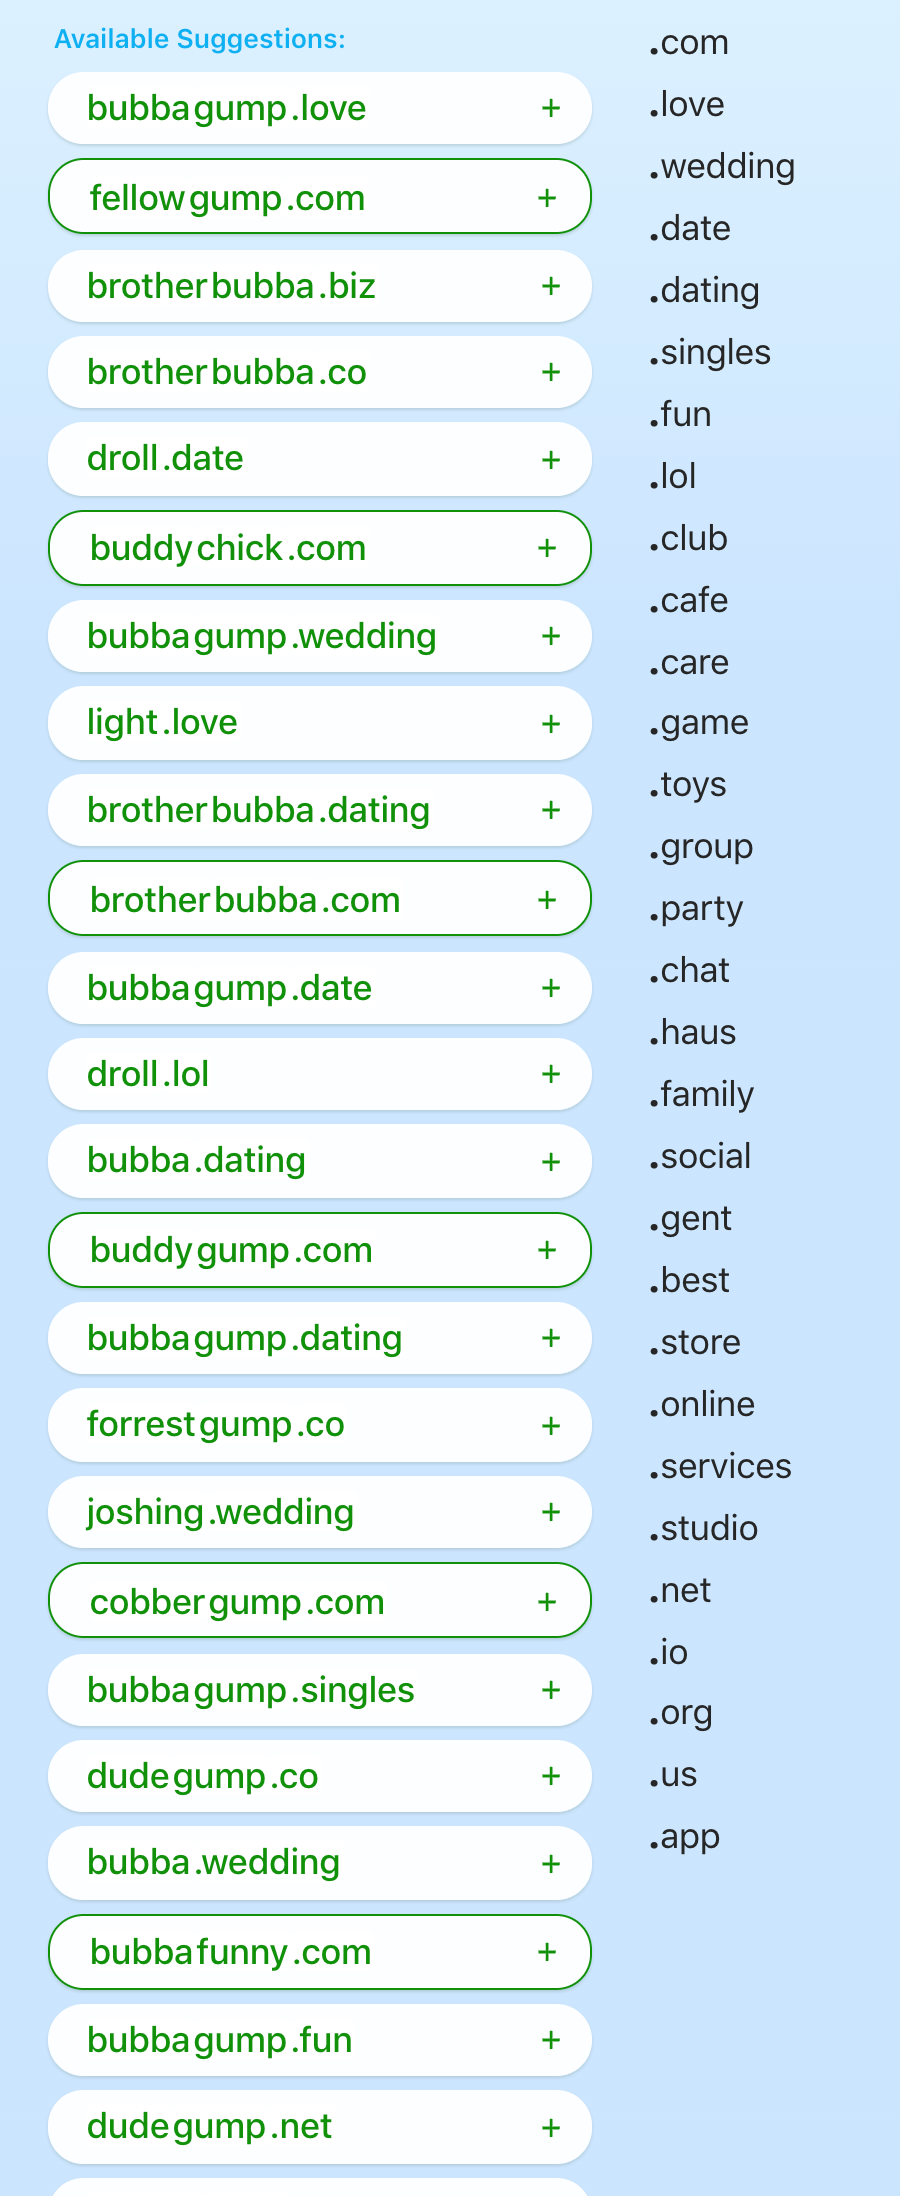 Available Suggestions:
bubbagump.love +
fellowgump.com +
brotherbubba.biz +
brotherbubba.co +
droll.date +
buddychick.com +
bubbagump.wedding +
light.love +
brotherbubba.dating +
brotherbubba.com +
bubbagump.date +
droll.lol +
bubba.dating +
buddygump.com +
bubbagump.dating +
forrestgump.co +
joshing.wedding +
cobbergump.com +
bubbagump.singles +
dudegump.co +
bubba.wedding +
bubbafunny.com +
bubbagump.fun +
dudegump.net +
.com
.love
.wedding
.date
.dating
.singles
.fun
.lol
.club
.cafe
.care
.game
.toys
.group
.party
.chat
.haus
.family
.social
.gent
.best
.store
.online
.services
.studio
.net
.io
.org
.us
.app